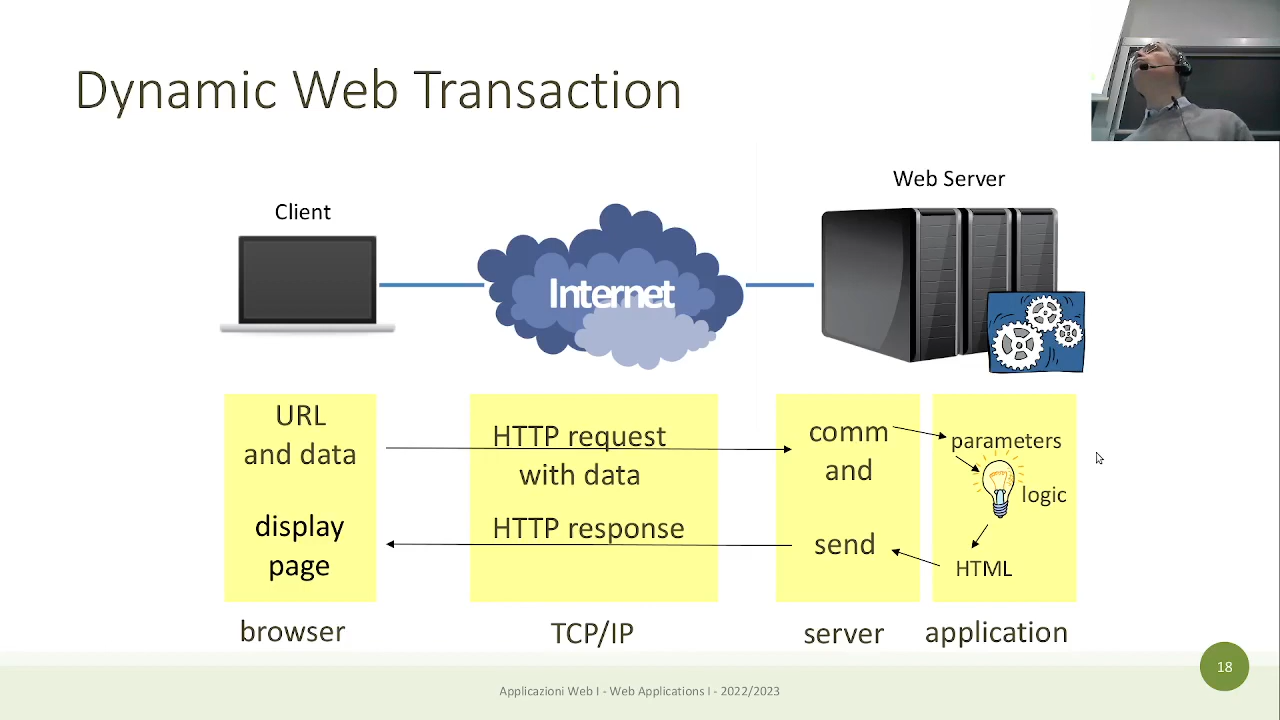 Dynamic Web Transaction
Client
Web Server
Internet
URL
and data
display
page
HTTP request
with data
HTTP response
comm
and
send
parameters
logic
HTML
browser
TCP/IP
server
application
18
Applicazioni Web I - Web Applications I - 2022/2023